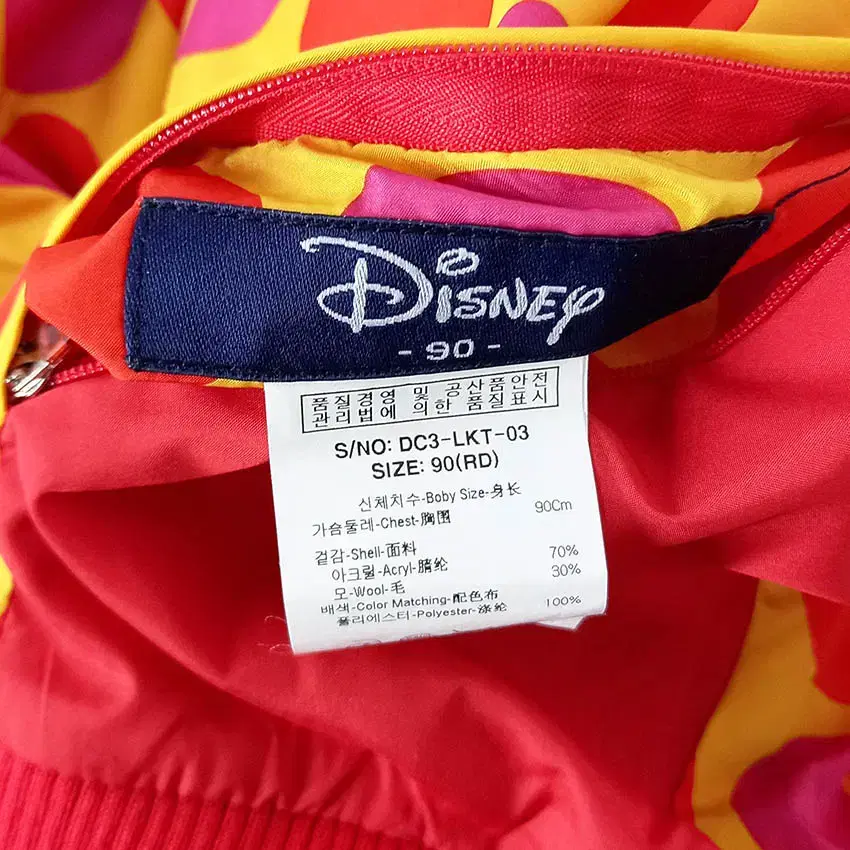 DISNEY
- 90 -
품질경영 및 공산품안전
관리법에 의한 품질표시
S/NO: DC3-LKT-03
SIZE: 90(RD)
신체치수-Boby Size-身长
가슴둘레-Chest-胸围 90Cm
겉감-Shell-面料
아크릴-Acryl-腈纶 70%
모-Wool-毛 30%
배색-Color Matching-配色布
폴리에스터-Polyester-涤纶 100%